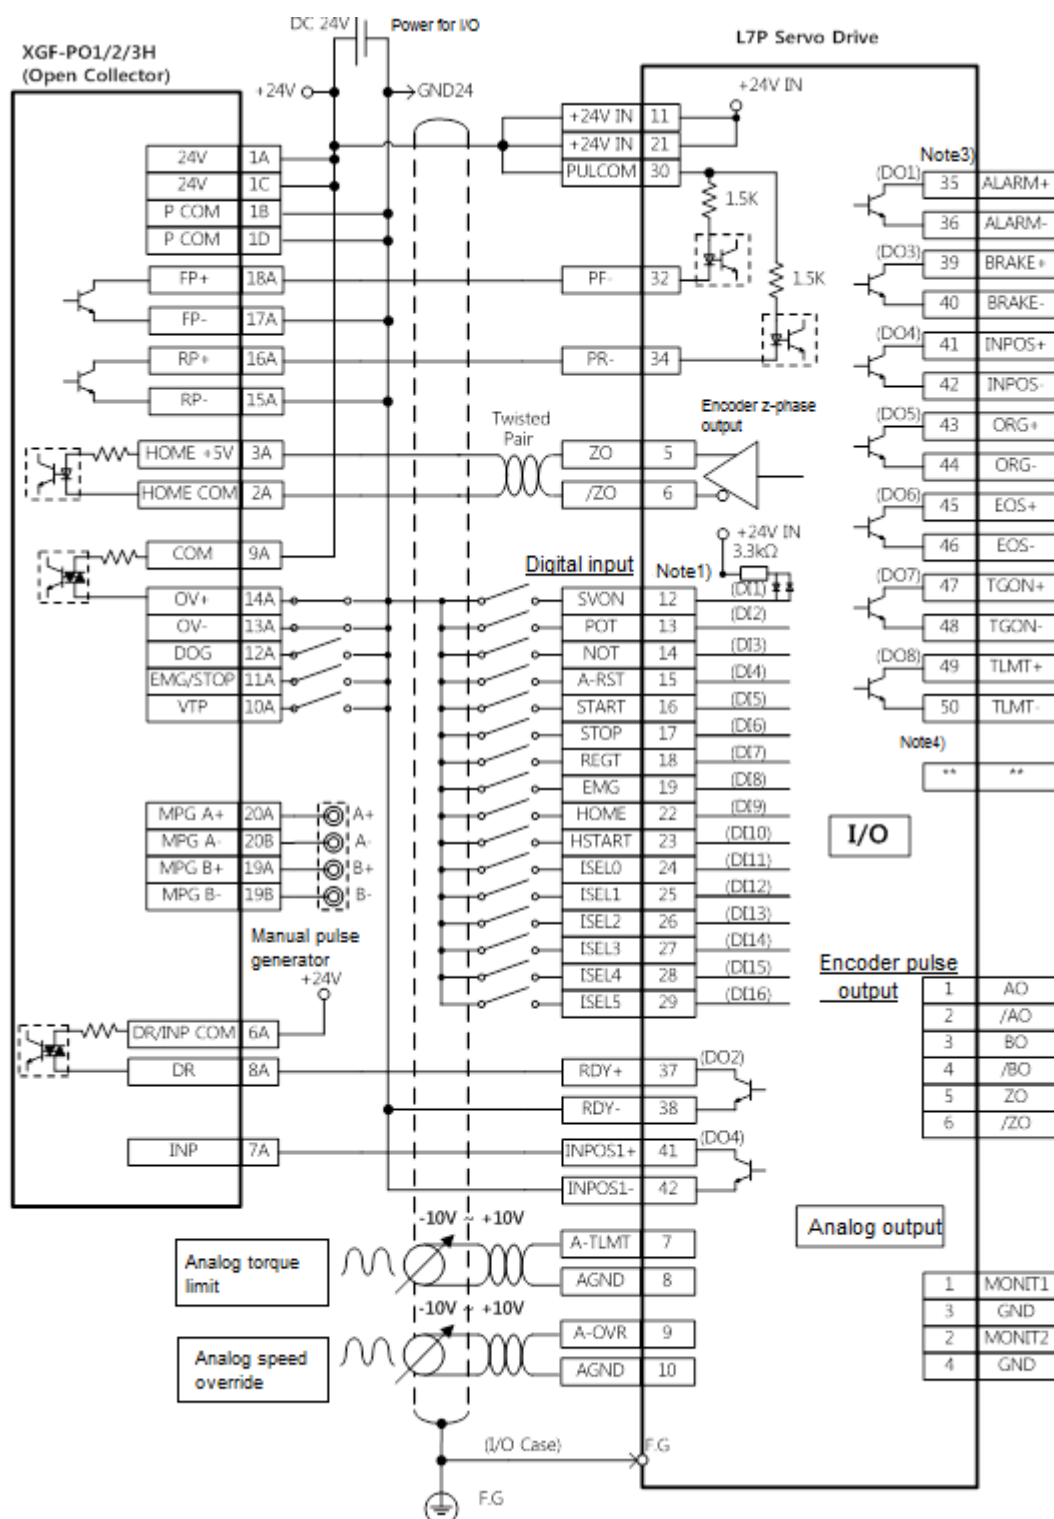 DC 24V
Power for I/O
L7P Servo Drive
XGF-PO1/2/3H
(Open Collector)
+24V
GND24
+24V IN
+24V IN 11
+24V IN 21
PULCOM 30
24V 1A
24V 1C
P COM 1B
P COM 1D
1.5K
1.5K
FP+ 18A
FP- 17A
RP+ 16A
RP- 15A
PF- 32
PR- 34
Note3)
(DO1) 35 ALARM+
36 ALARM-
(DO3) 39 BRAKE+
40 BRAKE-
(DO4) 41 INPOS+
42 INPOS-
(DO5) 43 ORG+
44 ORG-
(DO6) 45 EOS+
46 EOS-
(DO7) 47 TGON+
48 TGON-
(DO8) 49 TLMT+
50 TLMT-
Note4)
** **
Encoder z-phase
output
Twisted
Pair
HOME +5V 3A
HOME COM 2A
ZO 5
/ZO 6
+24V IN
3.3kΩ
COM 9A
Digital input
Note1)
OV+ 14A
OV- 13A
DOG 12A
EMG/STOP 11A
VTP 10A
SVON 12 (DI1)
POT 13 (DI2)
NOT 14 (DI3)
A-RST 15 (DI4)
START 16 (DI5)
STOP 17 (DI6)
REGT 18 (DI7)
EMG 19 (DI8)
HOME 22 (DI9)
HSTART 23 (DI10)
ISEL0 24 (DI11)
ISEL1 25 (DI12)
ISEL2 26 (DI13)
ISEL3 27 (DI14)
ISEL4 28 (DI15)
ISEL5 29 (DI16)
MPG A+ 20A A+
MPG A- 20B A-
MPG B+ 19A B+
MPG B- 19B B-
Manual pulse
generator
+24V
I/O
Encoder pulse
output
1 AO
2 /AO
3 BO
4 /BO
5 ZO
6 /ZO
DR/INP COM 6A
DR 8A
INP 7A
RDY+ 37 (DO2)
RDY- 38
INPOS1+ 41 (DO4)
INPOS1- 42
Analog output
1 MONIT1
3 GND
2 MONIT2
4 GND
-10V ~ +10V
Analog torque
limit
A-TLMT 7
AGND 8
-10V ~ +10V
Analog speed
override
A-OVR 9
AGND 10
(I/O Case)
F.G
F.G